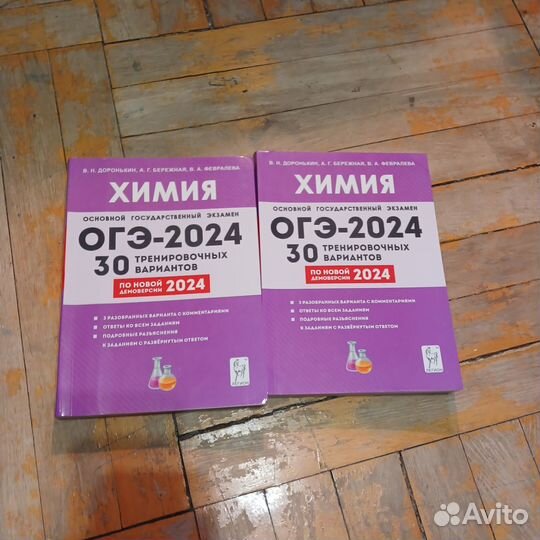 В. Н. ДОРОНЬКИН, А. Г. БЕРЕЖНАЯ, В. А. ФЕВРАЛЕВА
ХИМИЯ
ОСНОВНОЙ ГОСУДАРСТВЕННЫЙ ЭКЗАМЕН
ОГЭ-2024
30 ТРЕНИРОВОЧНЫХ
ВАРИАНТОВ
ПО НОВОЙ
ДЕМОВЕРСИИ 2024
3 РАЗОБРАННЫХ ВАРИАНТА С КОММЕНТАРИЯМИ
ОТВЕТЫ КО ВСЕМ ЗАДАНИЯМ
ПОДРОБНЫЕ РАЗЪЯСНЕНИЯ
К ЗАДАНИЯМ С РАЗВЁРНУТЫМ ОТВЕТОМ
ЛЕГИОН
В. Н. ДОРОНЬКИН, А. Г. БЕРЕЖНАЯ, В. А. ФЕВРАЛЕВА
ХИМИЯ
ОСНОВНОЙ ГОСУДАРСТВЕННЫЙ ЭКЗАМЕН
ОГЭ-2024
30 ТРЕНИРОВОЧНЫХ
ВАРИАНТОВ
ПО НОВОЙ
ДЕМОВЕРСИИ 2024
3 РАЗОБРАННЫХ ВАРИАНТА С КОММЕНТАРИЯМИ
ОТВЕТЫ КО ВСЕМ ЗАДАНИЯМ
ПОДРОБНЫЕ РАЗЪЯСНЕНИЯ
К ЗАДАНИЯМ С РАЗВЁРНУТЫМ ОТВЕТОМ
ЛЕГИОН
Avito